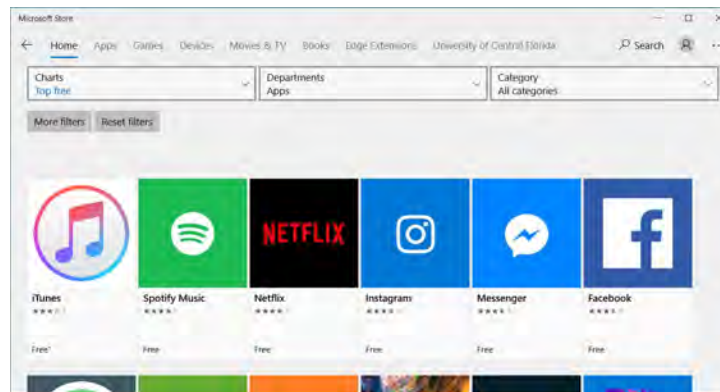 Microsoft Store
Home Apps Games Devices Movies & TV Books Edge Extensions University of Central Florida Search
Charts Departments Category
Top free Apps All categories
More filters Reset filters
NETFLIX
iTunes Spotify Music Netflix Instagram Messenger Facebook
Free* Free Free Free Free Free